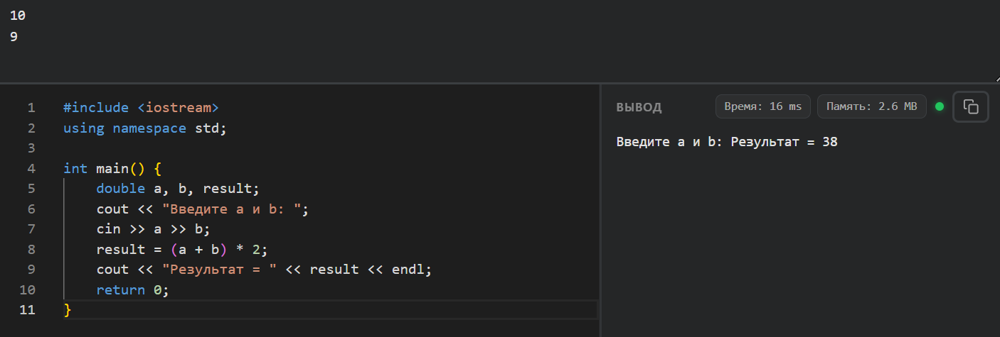 10
9
1 #include <iostream>
2 using namespace std;
3
4 int main() {
5     double a, b, result;
6     cout << "Введите a и b: ";
7     cin >> a >> b;
8     result = (a + b) * 2;
9     cout << "Результат = " << result << endl;
10     return 0;
11 }
ВЫВОД Время: 16 ms Память: 2.6 MB
Введите a и b: Результат = 38